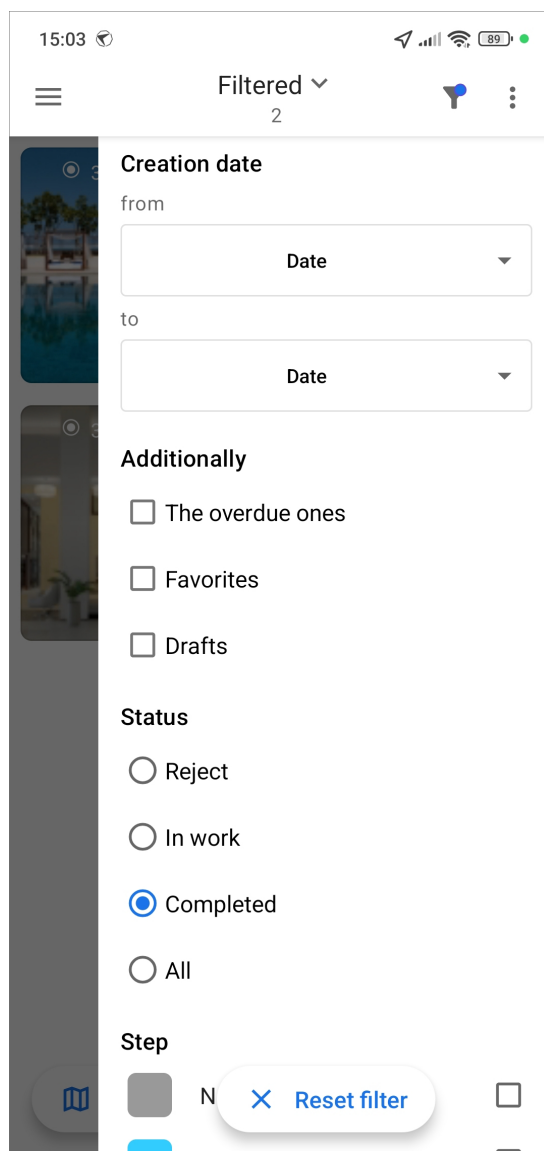 15:03
89
Filtered
2
Creation date
from
Date
to
Date
Additionally
The overdue ones
Favorites
Drafts
Status
Reject
In work
Completed
All
Step
N
Reset filter